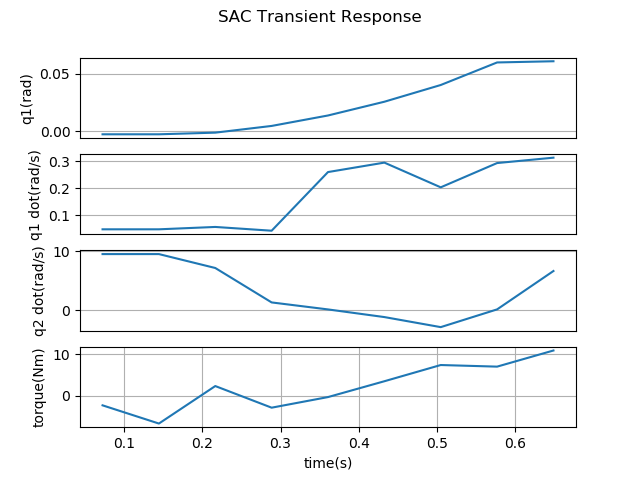 SAC Transient Response
q1(rad)
0.05
0.00
q1 dot(rad/s)
0.3
0.2
0.1
q2 dot(rad/s)
10
0
torque(Nm)
10
0
0.1 0.2 0.3 0.4 0.5 0.6
time(s)